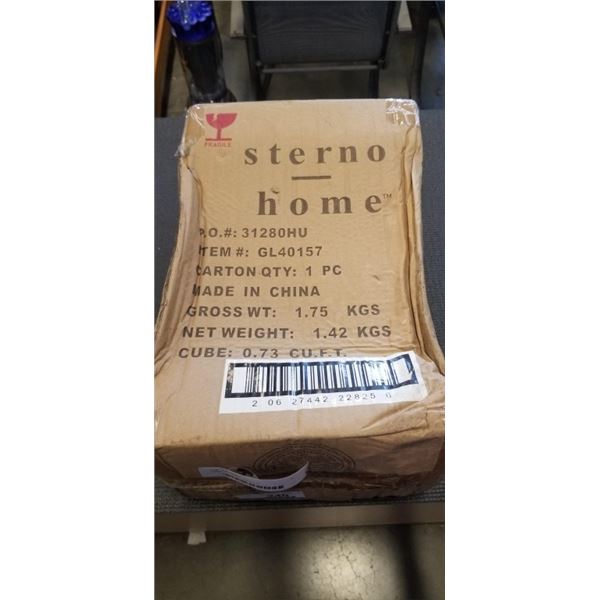 FRAGILE
sterno
home™
P.O.#: 31280HU
ITEM #: GL40157
CARTON QTY: 1 PC
MADE IN CHINA
GROSS WT: 1.75 KGS
NET WEIGHT: 1.42 KGS
CUBE: 0.73 CU.FT.
2 06 27442 22825 6